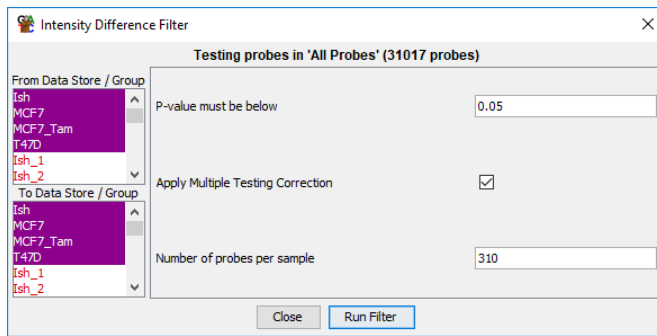 Intensity Difference Filter
Testing probes in 'All Probes' (31017 probes)
From Data Store / Group
Ish
MCF7
MCF7_Tam
T47D
Ish_1
Ish_2
To Data Store / Group
Ish
MCF7
MCF7_Tam
T47D
Ish_1
Ish_2
P-value must be below 0.05
Apply Multiple Testing Correction
Number of probes per sample 310
Close Run Filter